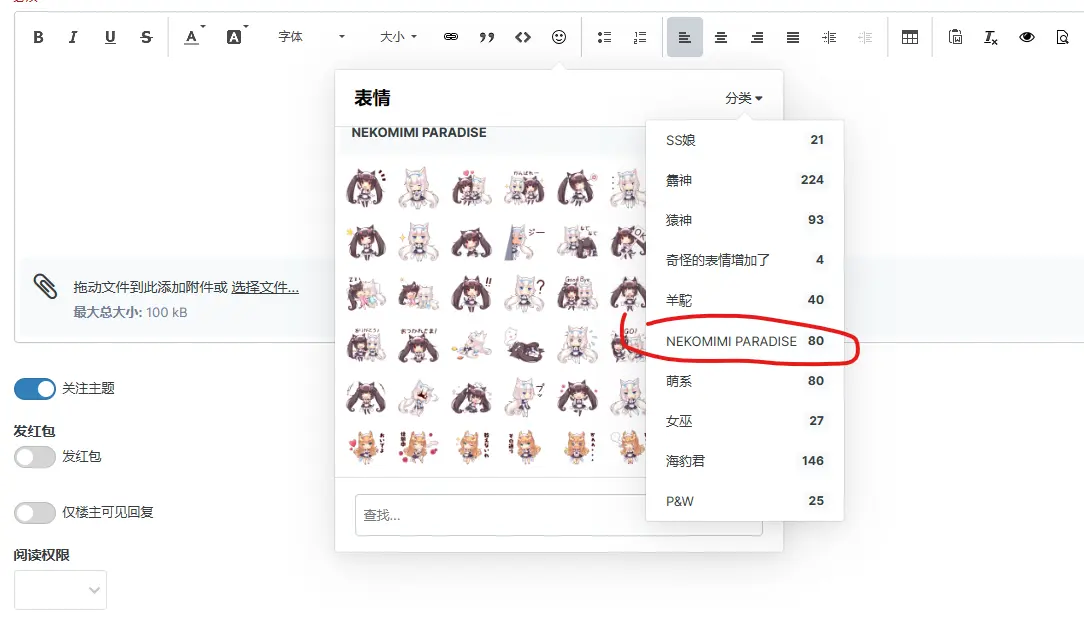 B I U S A A 字体 大小
表情
分类
NEKOMIMI PARADISE
SS娘 21
224
猿神 93
奇怪的表情增加了 4
羊駝 40
NEKOMIMI PARADISE 80
萌系 80
女巫 27
海豹君 146
P&W 25
ジー
Good Bye
查找...
拖动文件到此添加附件或 选择文件...
最大总大小: 100 kB
关注主题
发红包
发红包
仅楼主可见回复
阅读权限